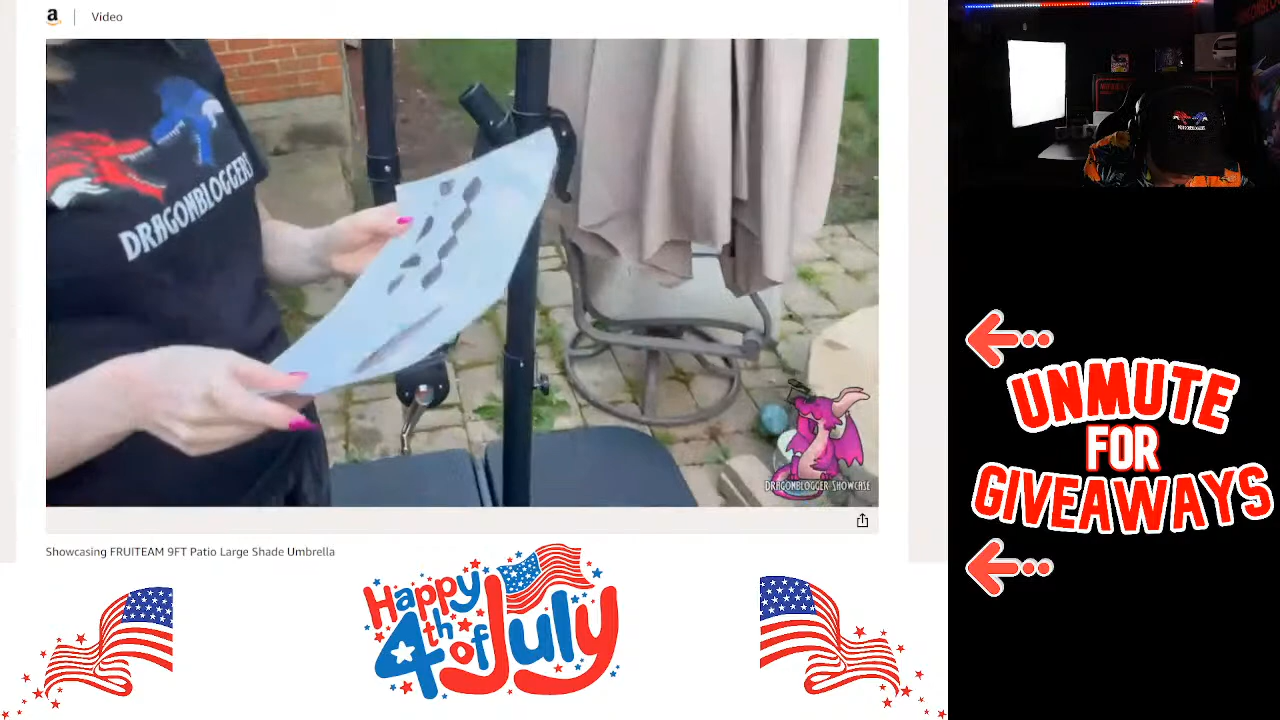 a
Video
DRAGONBLOGGERS
DRAGONBLOGGER SHOWCASE
Showcasing FRUITEAM 9FT Patio Large Shade Umbrella
Happy
4th
of July
UNMUTE
FOR
GIVEAWAYS